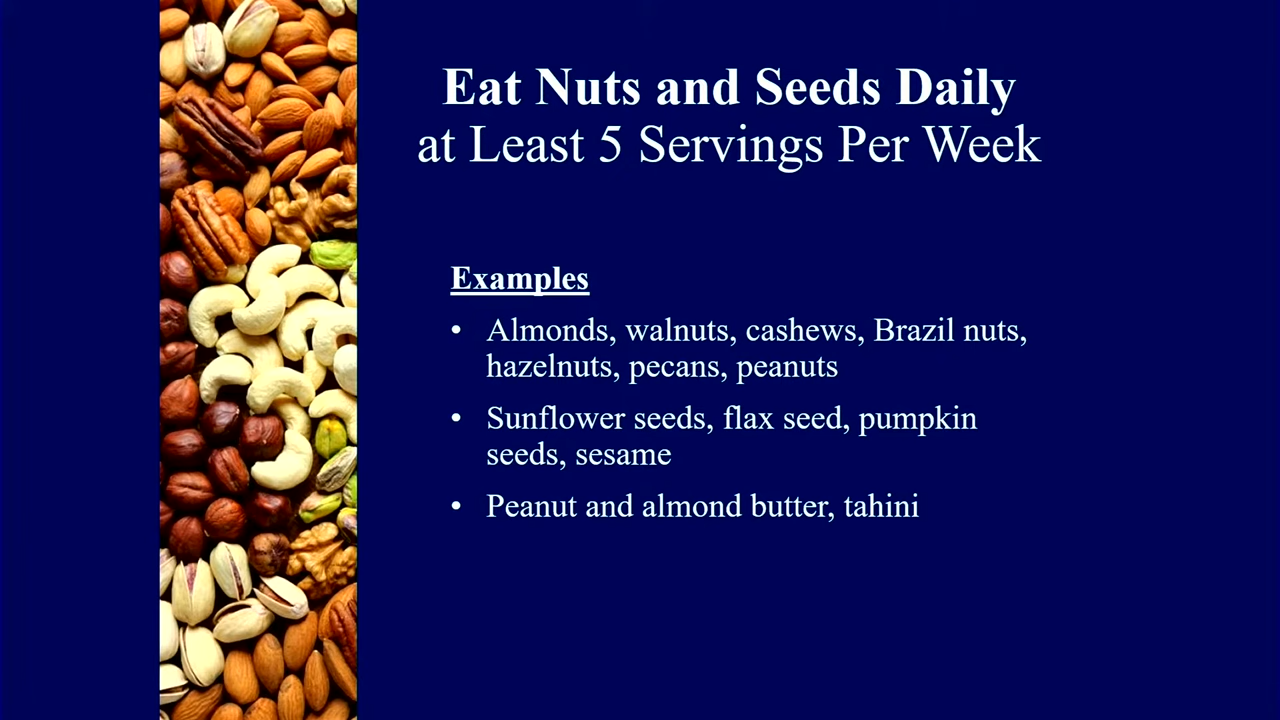 Eat Nuts and Seeds Daily
at Least 5 Servings Per Week
Examples
• Almonds, walnuts, cashews, Brazil nuts,
hazelnuts, pecans, peanuts
• Sunflower seeds, flax seed, pumpkin
seeds, sesame
• Peanut and almond butter, tahini